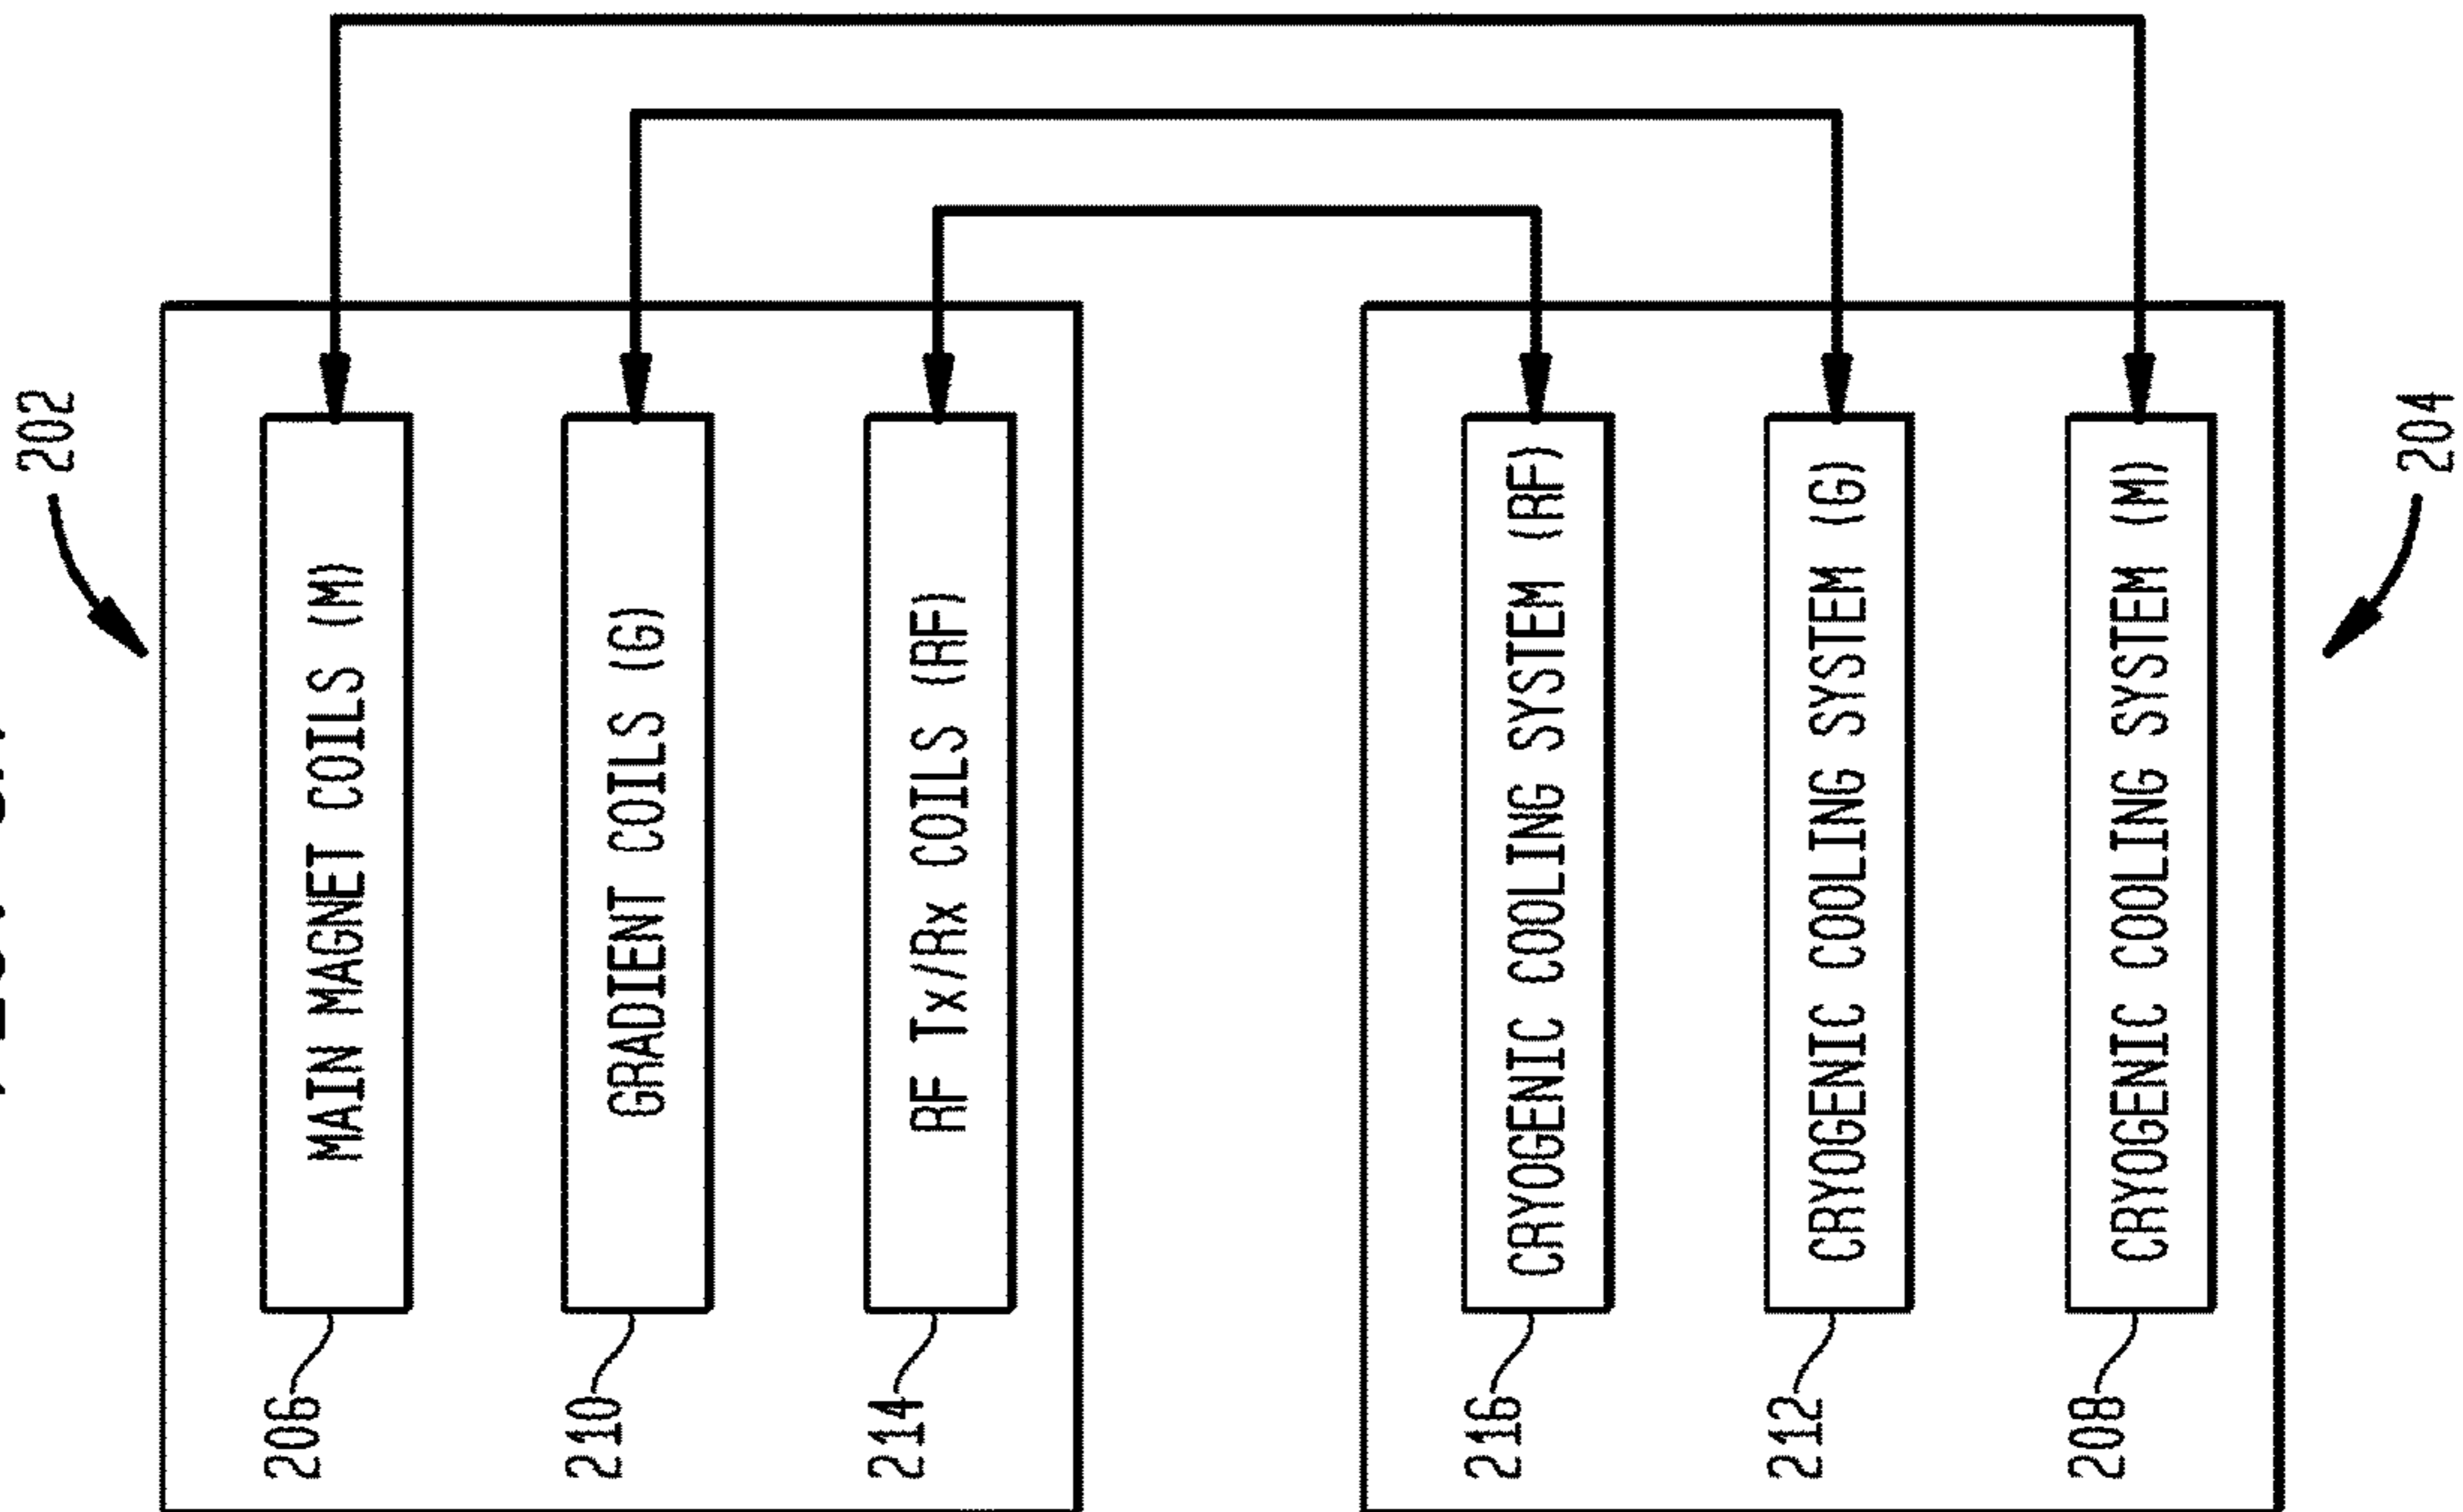 202
MAIN MAGNET COILS (M)
206
GRADIENT COILS (G)
210
RF Tx/Rx COILS (RF)
214
CRYOGENIC COOLING SYSTEM (RF)
216
CRYOGENIC COOLING SYSTEM (G)
212
CRYOGENIC COOLING SYSTEM (M)
208
204